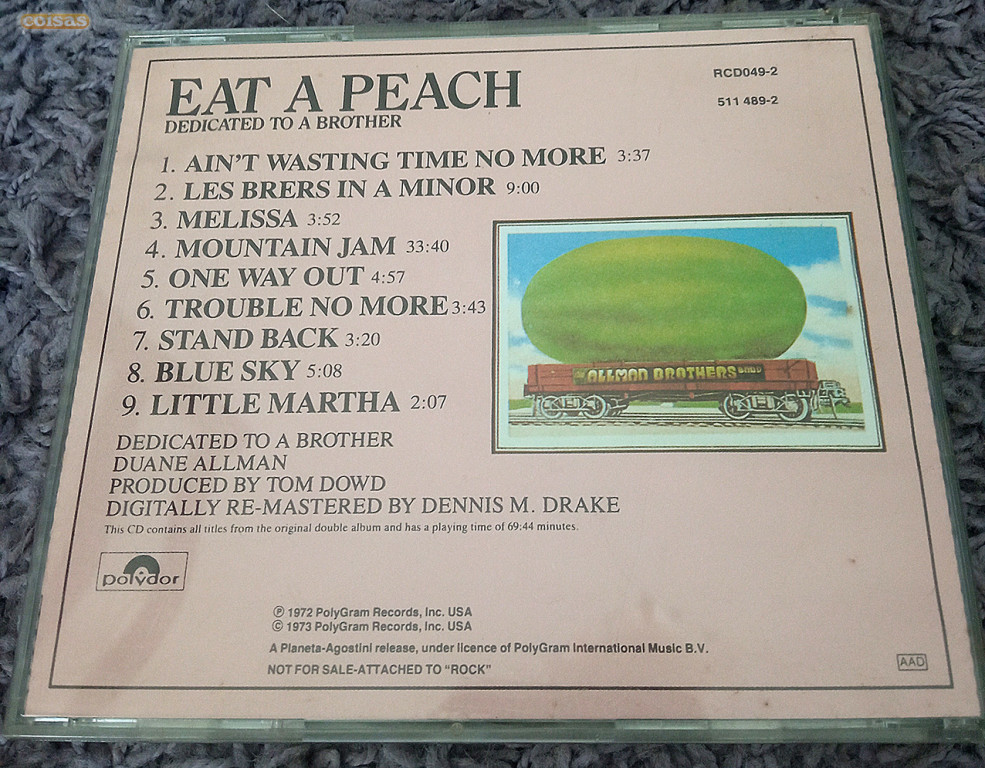 coisas
EAT A PEACH
DEDICATED TO A BROTHER
RCD049-2
511 489-2
1. AIN'T WASTING TIME NO MORE 3:37
2. LES BRERS IN A MINOR 9:00
3. MELISSA 3:52
4. MOUNTAIN JAM 33:40
5. ONE WAY OUT 4:57
6. TROUBLE NO MORE 3:43
7. STAND BACK 3:20
8. BLUE SKY 5:08
9. LITTLE MARTHA 2:07
THE ALLMAN BROTHERS BAND
DEDICATED TO A BROTHER
DUANE ALLMAN
PRODUCED BY TOM DOWD
DIGITALLY RE-MASTERED BY DENNIS M. DRAKE
This CD contains all titles from the original double album and has a playing time of 69:44 minutes.
polydor
Ⓟ 1972 PolyGram Records, Inc. USA
© 1973 PolyGram Records, Inc. USA
A Planeta-Agostini release, under licence of PolyGram International Music B.V.
NOT FOR SALE-ATTACHED TO "ROCK"
AAD